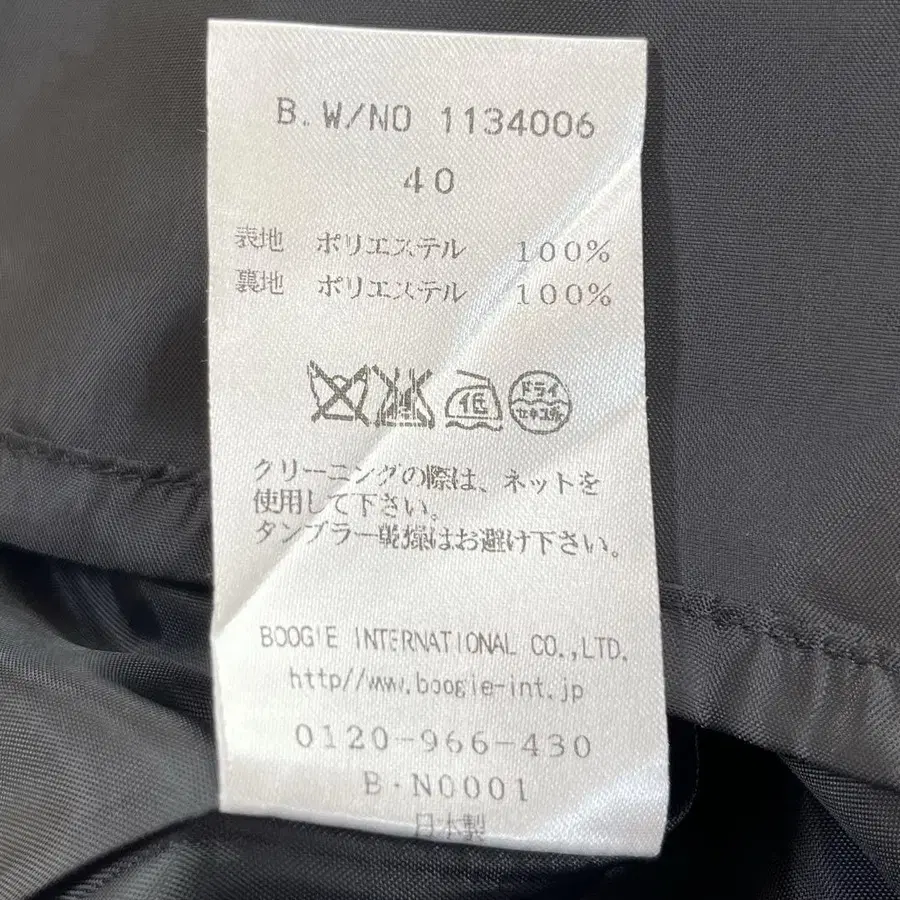 B.W/NO 1134006
40
表地 ポリエステル 100%
裏地 ポリエステル 100%
低 ドライ セキユ系
クリーニングの際は、ネットを
使用して下さい。
タンブラー乾燥はお避け下さい。
BOOGIE INTERNATIONAL CO.,LTD.
http//www.boogie-int.jp
0120-966-430
B・N0001
日本製